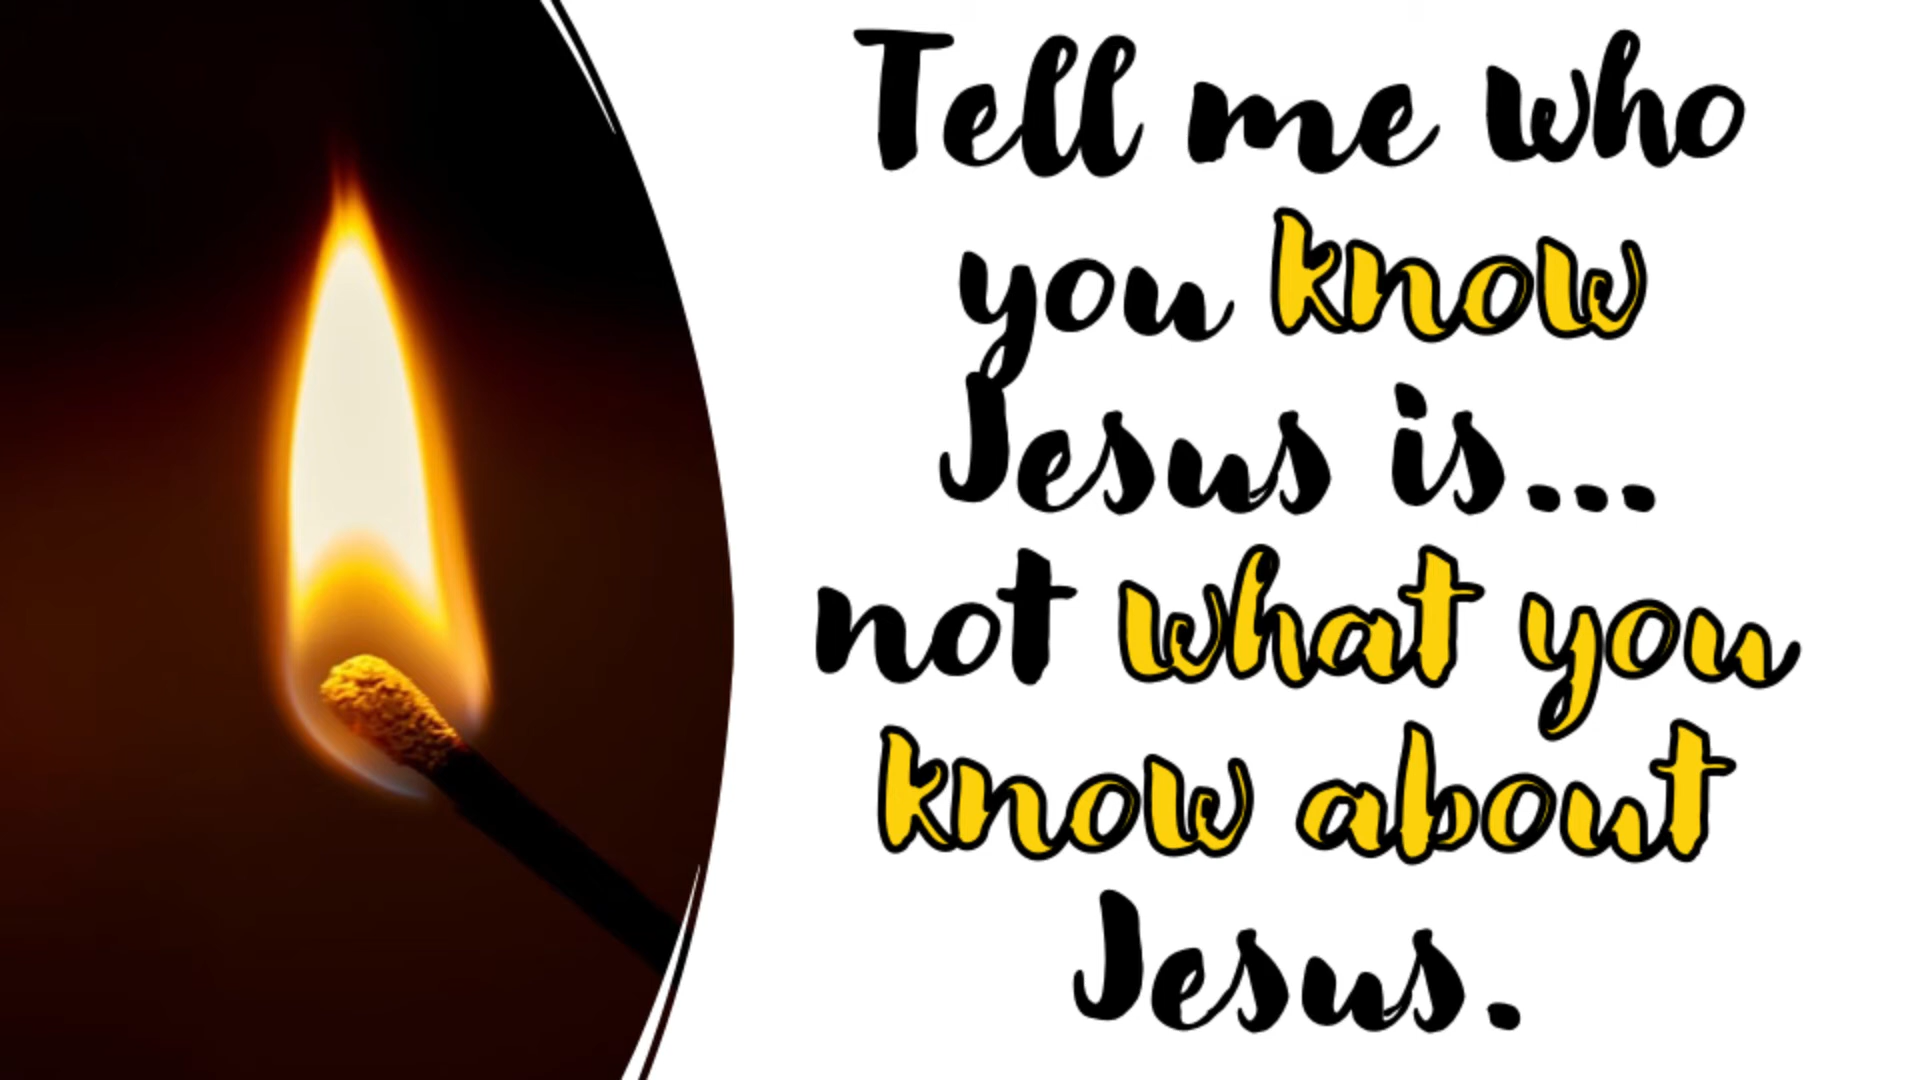 Tell me who
you know
Jesus is...
not what you
know about
Jesus.